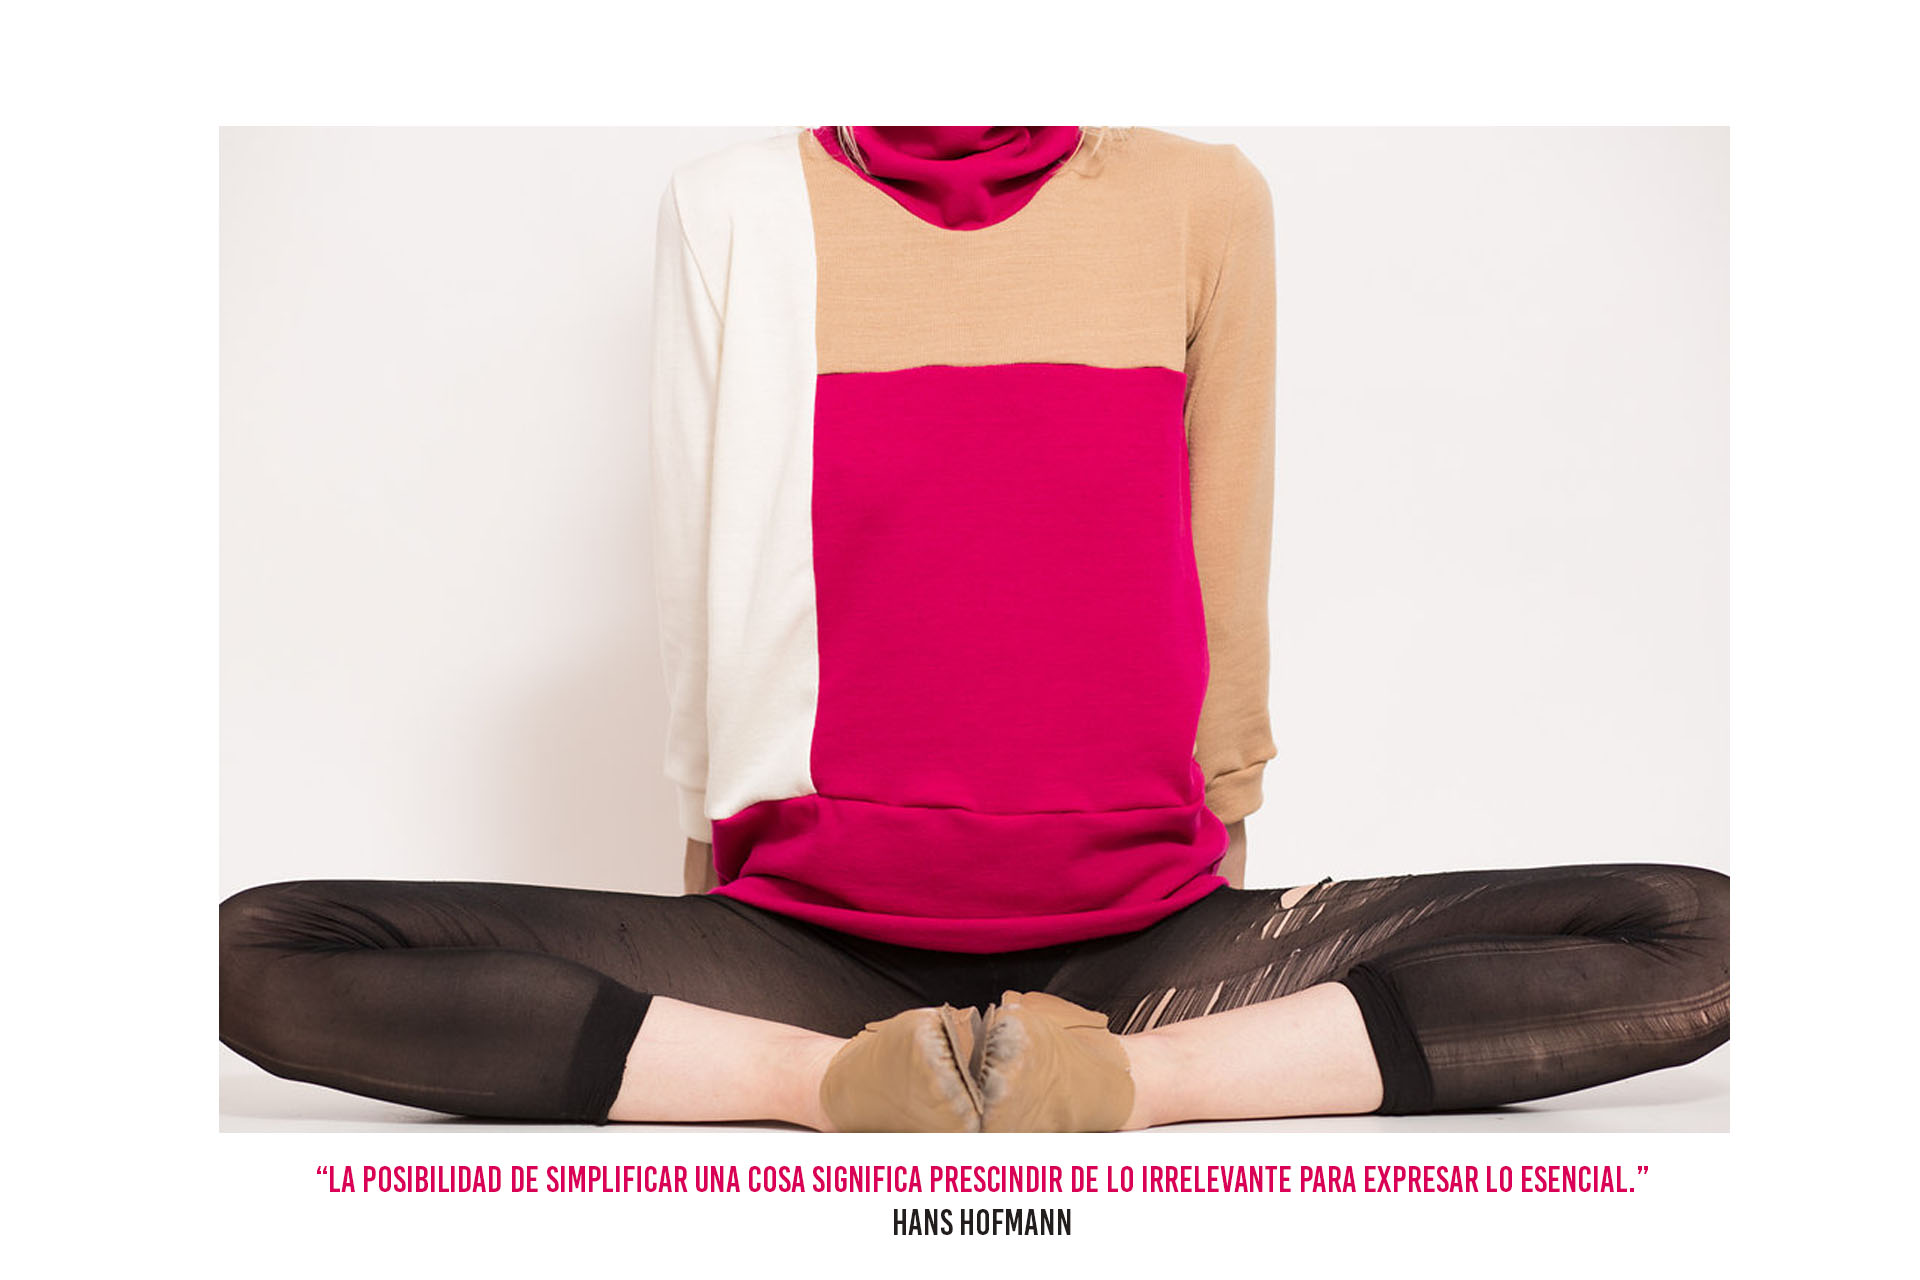 “LA POSIBILIDAD DE SIMPLIFICAR UNA COSA SIGNIFICA PRESCINDIR DE LO IRRELEVANTE PARA EXPRESAR LO ESENCIAL.”
HANS HOFMANN